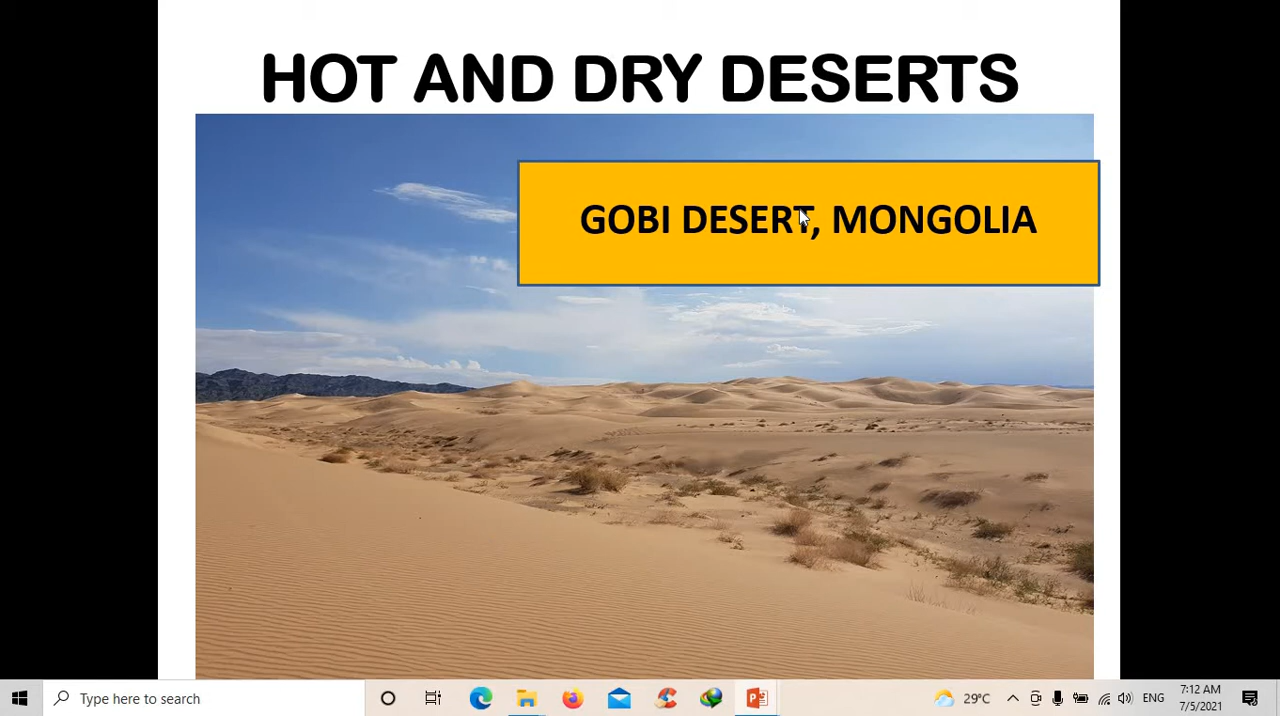 HOT AND DRY DESERTS
GOBI DESERT, MONGOLIA
Type here to search
29°C
ENG
7:12 AM
7/5/2021